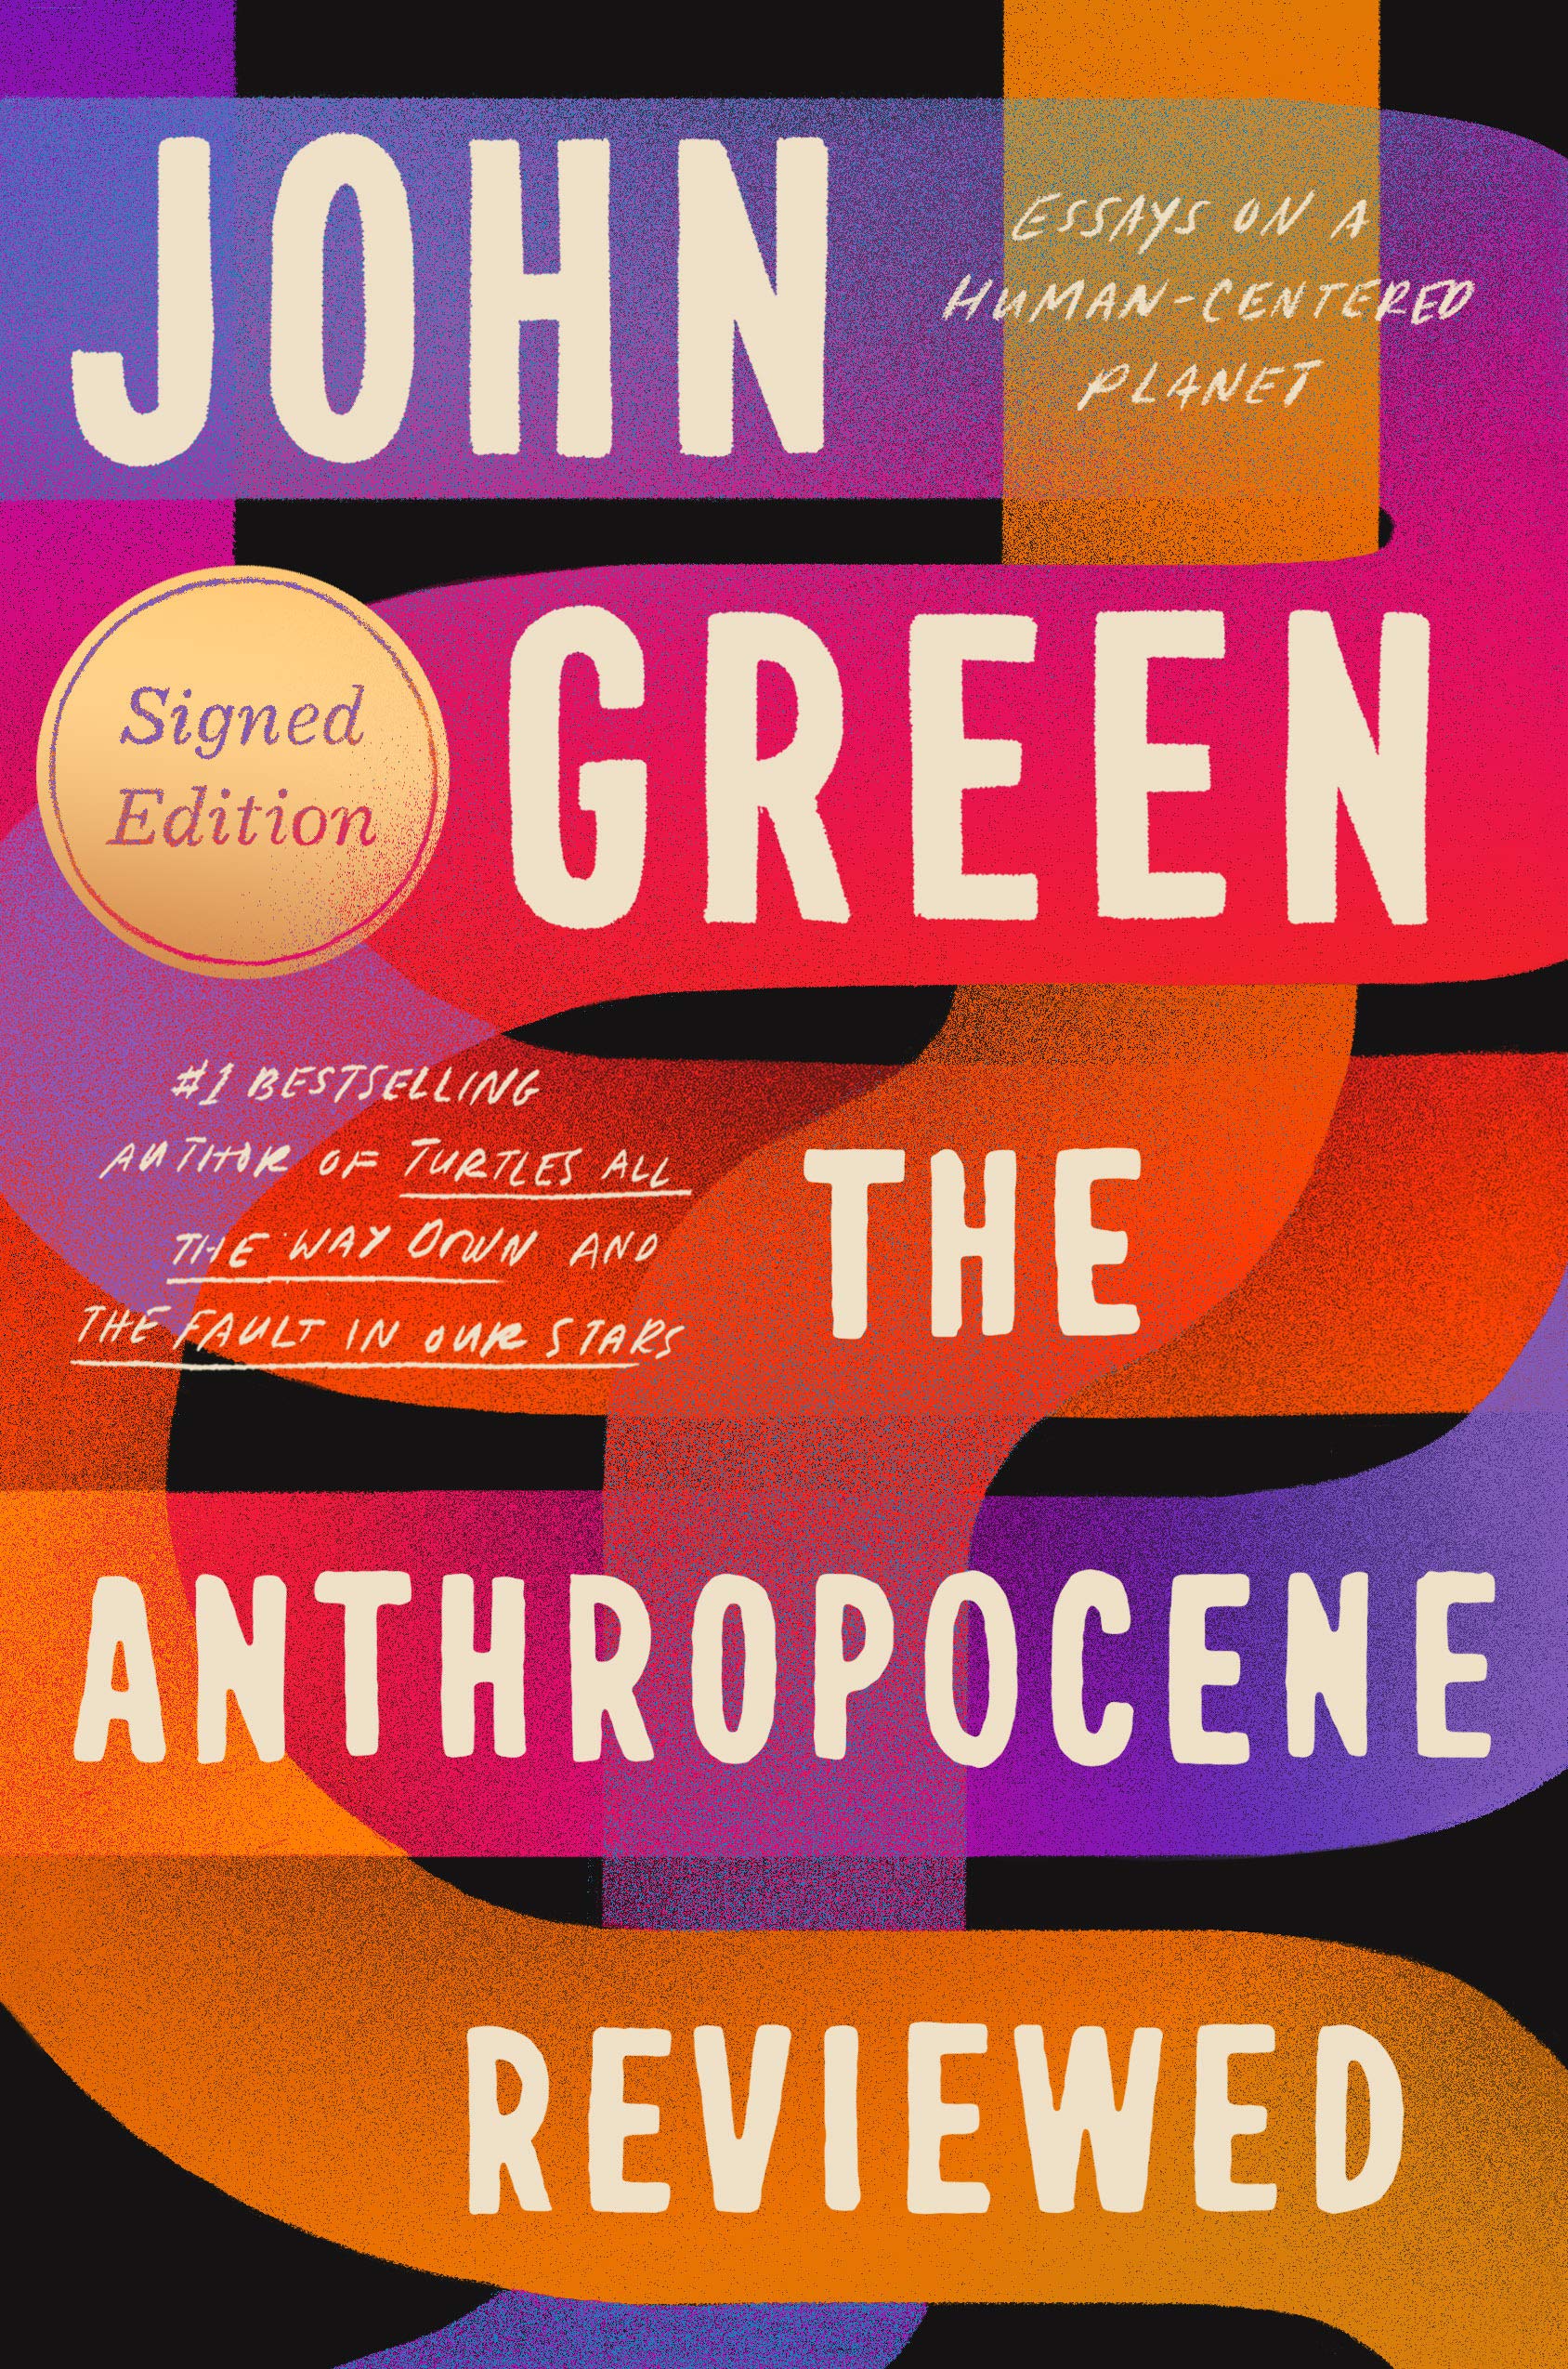 JOHN
ESSAYS ON A
HUMAN-CENTERED
PLANET
Signed
Edition
GREEN
#1 BESTSELLING
AUTHOR OF TURTLES ALL
THE WAY DOWN AND
THE FAULT IN OUR STARS
THE
ANTHROPOCENE
REVIEWED